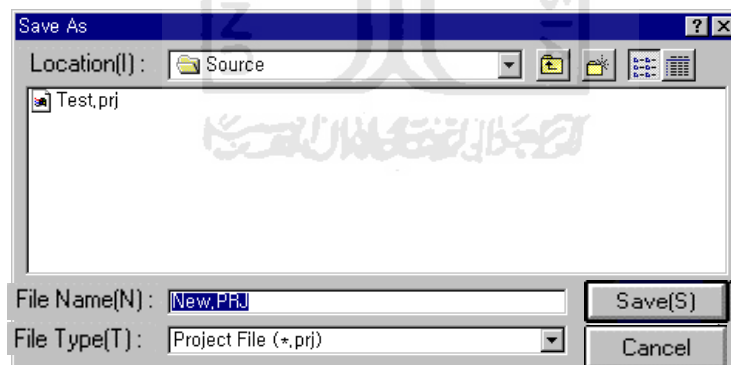 Save As
Location(I) : Source
Test.prj
File Name(N) : New.PRJ
Save(S)
File Type(T) : Project File (*.prj)
Cancel